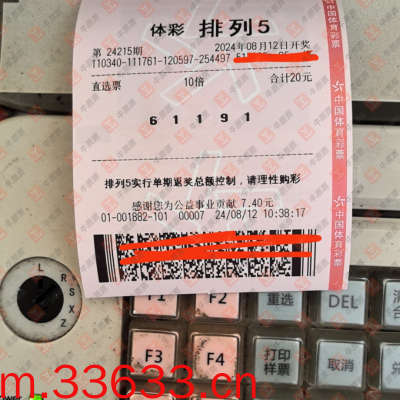 体彩 排列5
第 24215期 2024年08月12日开奖
110340-111761-120597-254497
直选票 10倍 合计20元
6 1 1 9 1
排列5实行单期返奖总额控制，请理性购彩
感谢您为公益事业贡献 7.40元
01-001882-101 00007 24/08/12 10:38:17
中国体育彩票
中国体育彩票
中国体育彩票
L
R
S
X
Z
F1 F2 重选 DEL
F3 F4 打印样票 取消
m.33633.cn